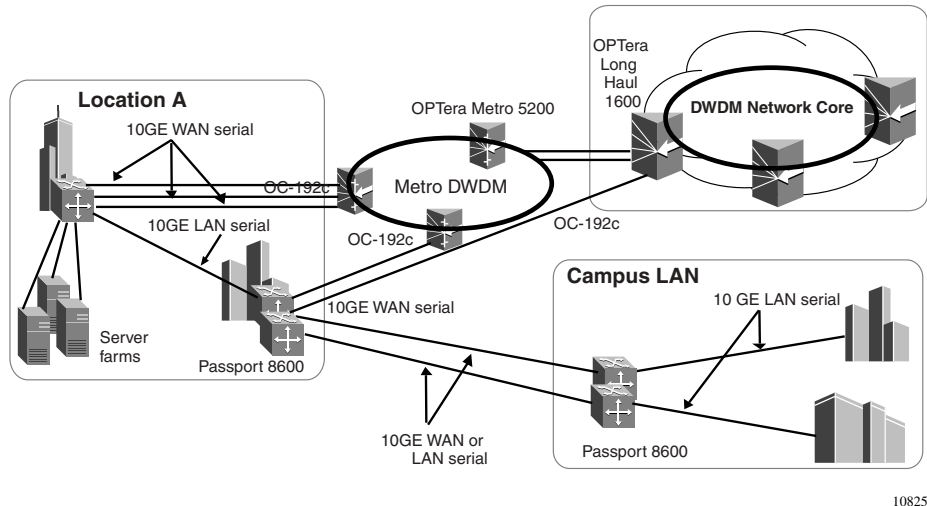 OPTera
Long
Haul
1600
DWDM Network Core
Location A
10GE WAN serial
OPTera Metro 5200
OC-192c
Metro DWDM
10GE LAN serial
OC-192c
OC-192c
Campus LAN
10GE WAN serial
10 GE LAN serial
Server
farms
Passport 8600
10GE WAN or
LAN serial
Passport 8600
10825